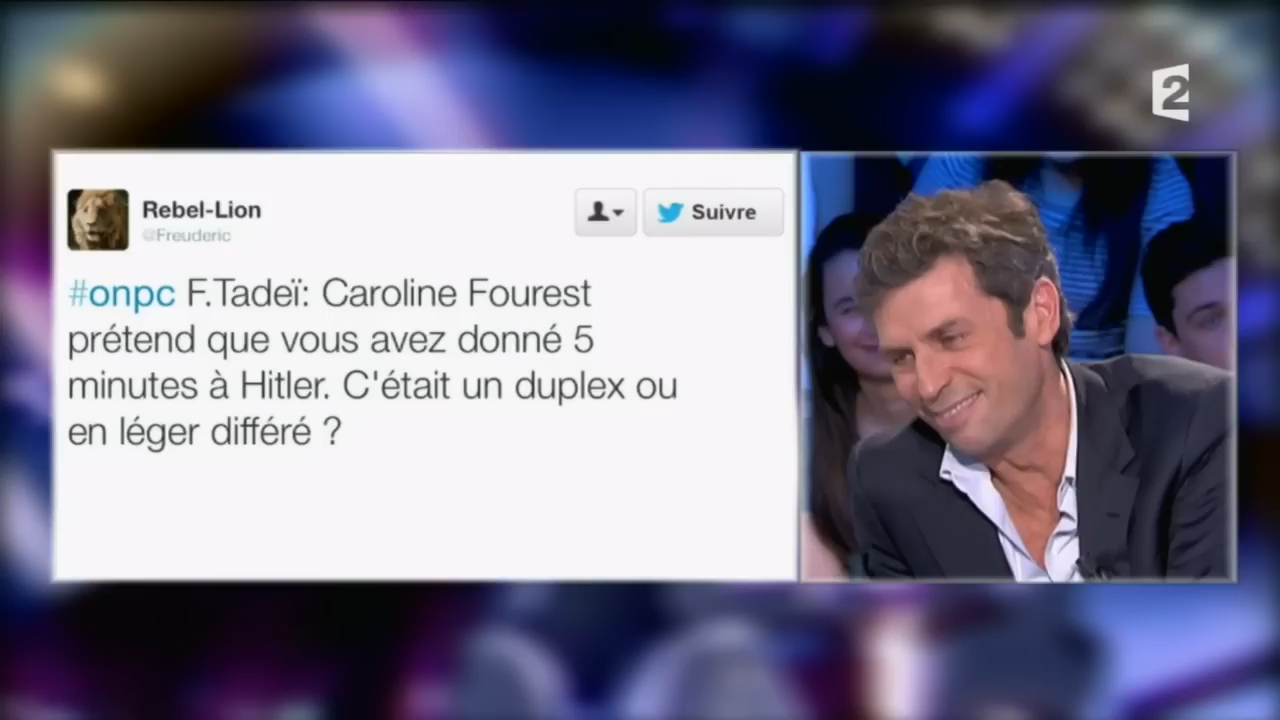 2
Rebel-Lion
@Freuderic
Suivre
#onpc F.Tadeï: Caroline Fourest
prétend que vous avez donné 5
minutes à Hitler. C'était un duplex ou
en léger différé ?